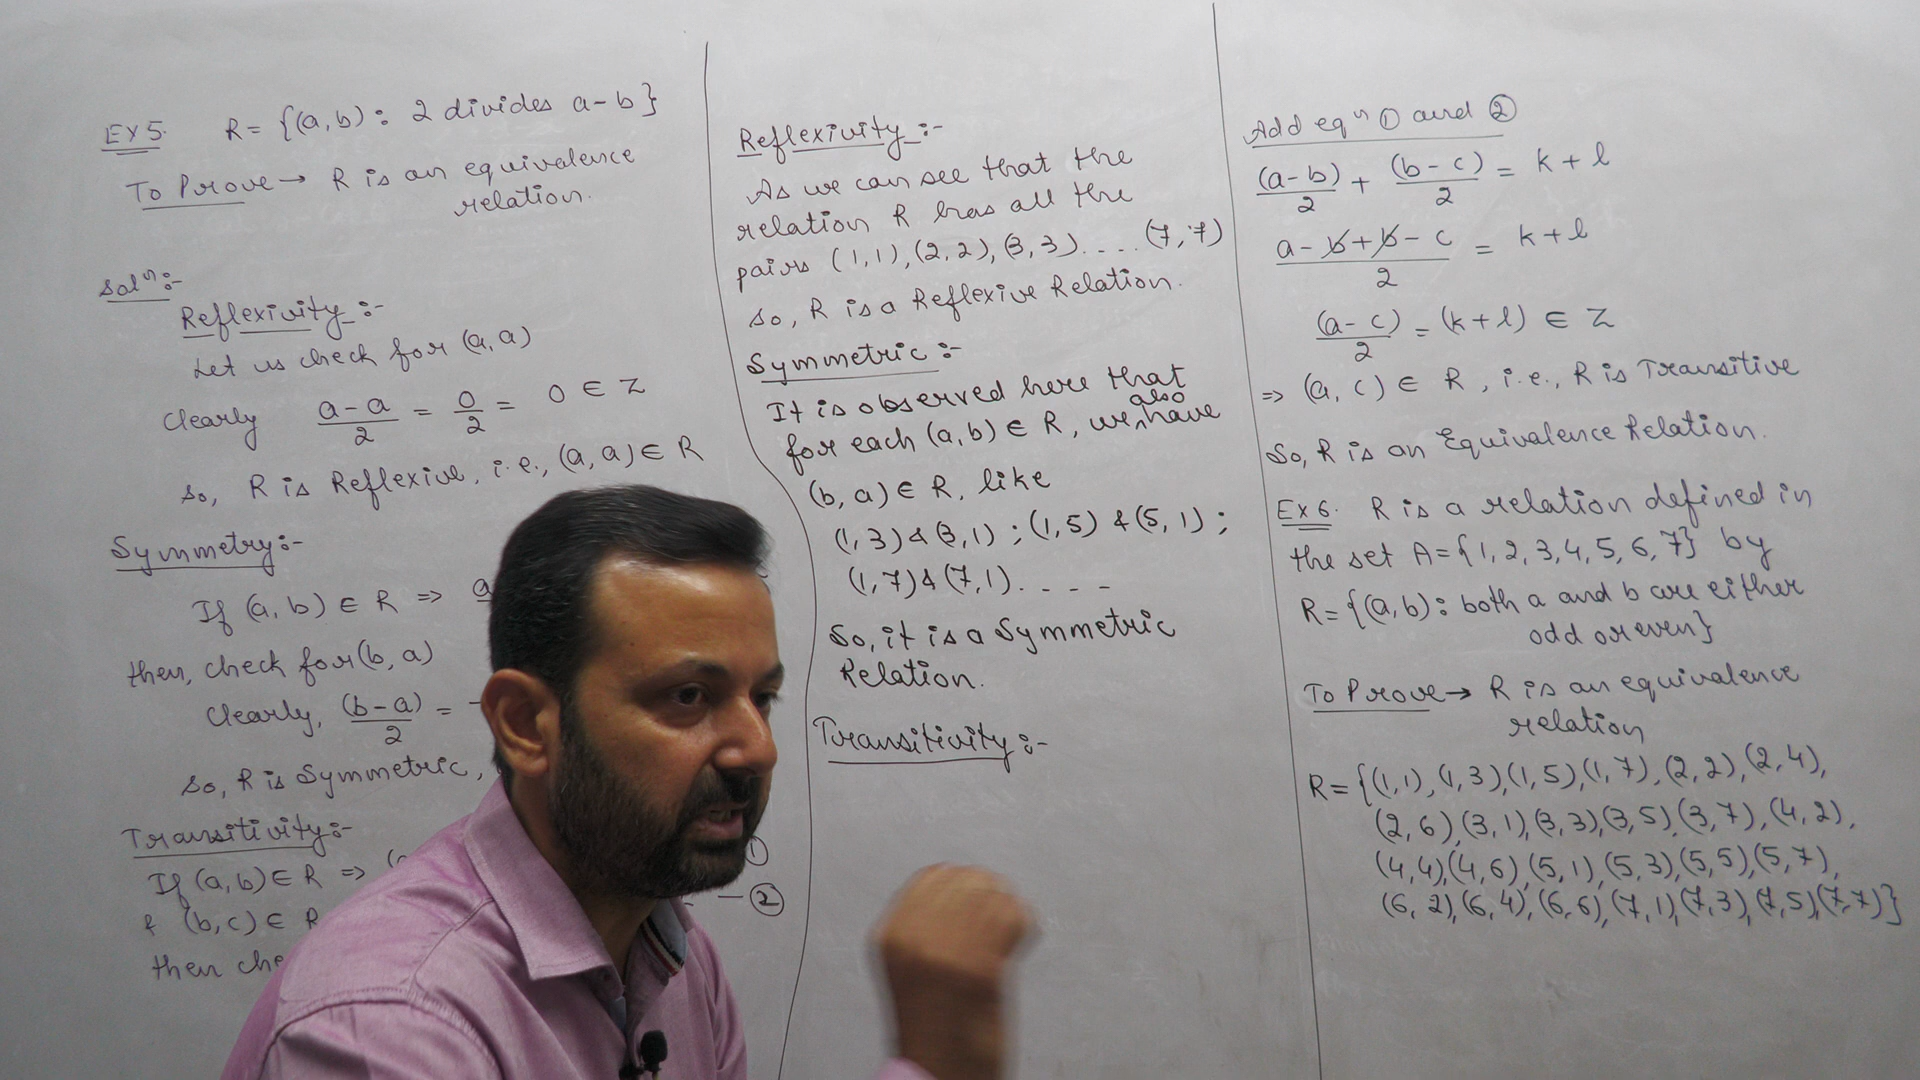 EX 5. R = {(a,b) : 2 divides a-b}
To Prove → R is an equivalence
relation.
Solⁿ:-
Reflexivity :-
Let us check for (a,a)
Clearly (a-a)/2 = 0/2 = 0 ∈ Z
So, R is Reflexive, i.e., (a,a) ∈ R
Symmetry:-
If (a,b) ∈ R ⇒ a
then, check for (b,a)
Clearly, (b-a)/2 = -
So, R is Symmetric,
Transitivity:-
If (a,b) ∈ R ⇒ (a ①
& (b,c) ∈ R - ②
then che
Reflexivity :-
As we can see that the
relation R has all the
pairs (1,1), (2,2), (3,3) .... (7,7)
So, R is a Reflexive Relation.
Symmetric :-
It is observed here that
for each (a,b) ∈ R, we also have
(b,a) ∈ R, like
(1,3) & (3,1) ; (1,5) & (5,1) ;
(1,7) & (7,1) . . . -
So, it is a Symmetric
Relation.
Transitivity :-
Add eqⁿ ① and ②
(a-b)/2 + (b-c)/2 = k + l
(a-b+b-c)/2 = k+l
(a-c)/2 = (k+l) ∈ Z
⇒ (a,c) ∈ R, i.e., R is Transitive
So, R is an Equivalence Relation.
Ex 6. R is a relation defined in
the set A = {1,2,3,4,5,6,7} by
R = {(a,b) : both a and b are either
odd or even}
To Prove → R is an equivalence
relation
R = {(1,1), (1,3), (1,5), (1,7), (2,2), (2,4),
(2,6), (3,1), (3,3), (3,5), (3,7), (4,2),
(4,4), (4,6), (5,1), (5,3), (5,5), (5,7),
(6,2), (6,4), (6,6), (7,1), (7,3), (7,5), (7,7)}